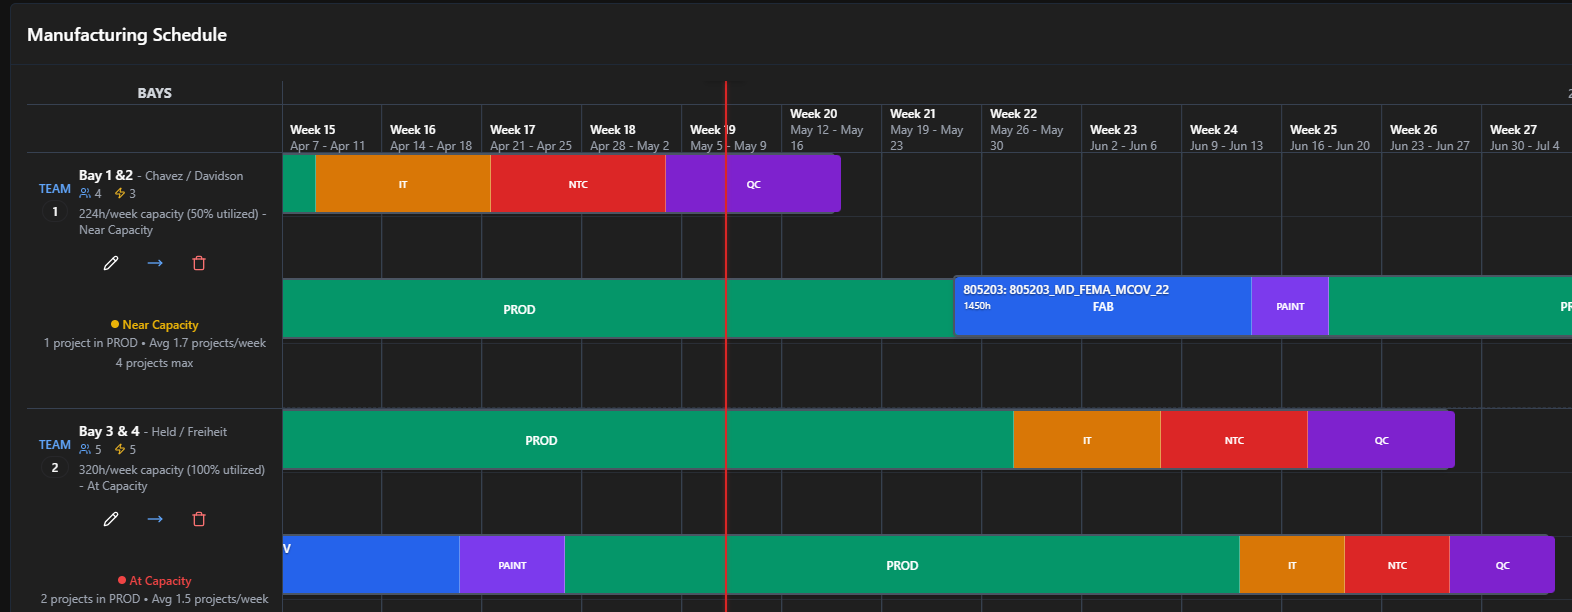 Manufacturing Schedule
BAYS
Week 15
Apr 7 - Apr 11
Week 16
Apr 14 - Apr 18
Week 17
Apr 21 - Apr 25
Week 18
Apr 28 - May 2
Week 19
May 5 - May 9
Week 20
May 12 - May
16
Week 21
May 19 - May
23
Week 22
May 26 - May
30
Week 23
Jun 2 - Jun 6
Week 24
Jun 9 - Jun 13
Week 25
Jun 16 - Jun 20
Week 26
Jun 23 - Jun 27
Week 27
Jun 30 - Jul 4
TEAM
1
Bay 1 &2 - Chavez / Davidson
4 3
224h/week capacity (50% utilized) -
Near Capacity
Near Capacity
1 project in PROD • Avg 1.7 projects/week
4 projects max
IT
NTC
QC
PROD
805203: 805203_MD_FEMA_MCOV_22
1450h
FAB
PAINT
PR
TEAM
2
Bay 3 & 4 - Held / Freiheit
5 5
320h/week capacity (100% utilized)
- At Capacity
At Capacity
2 projects in PROD • Avg 1.5 projects/week
PROD
IT
NTC
QC
V
PAINT
PROD
IT
NTC
QC